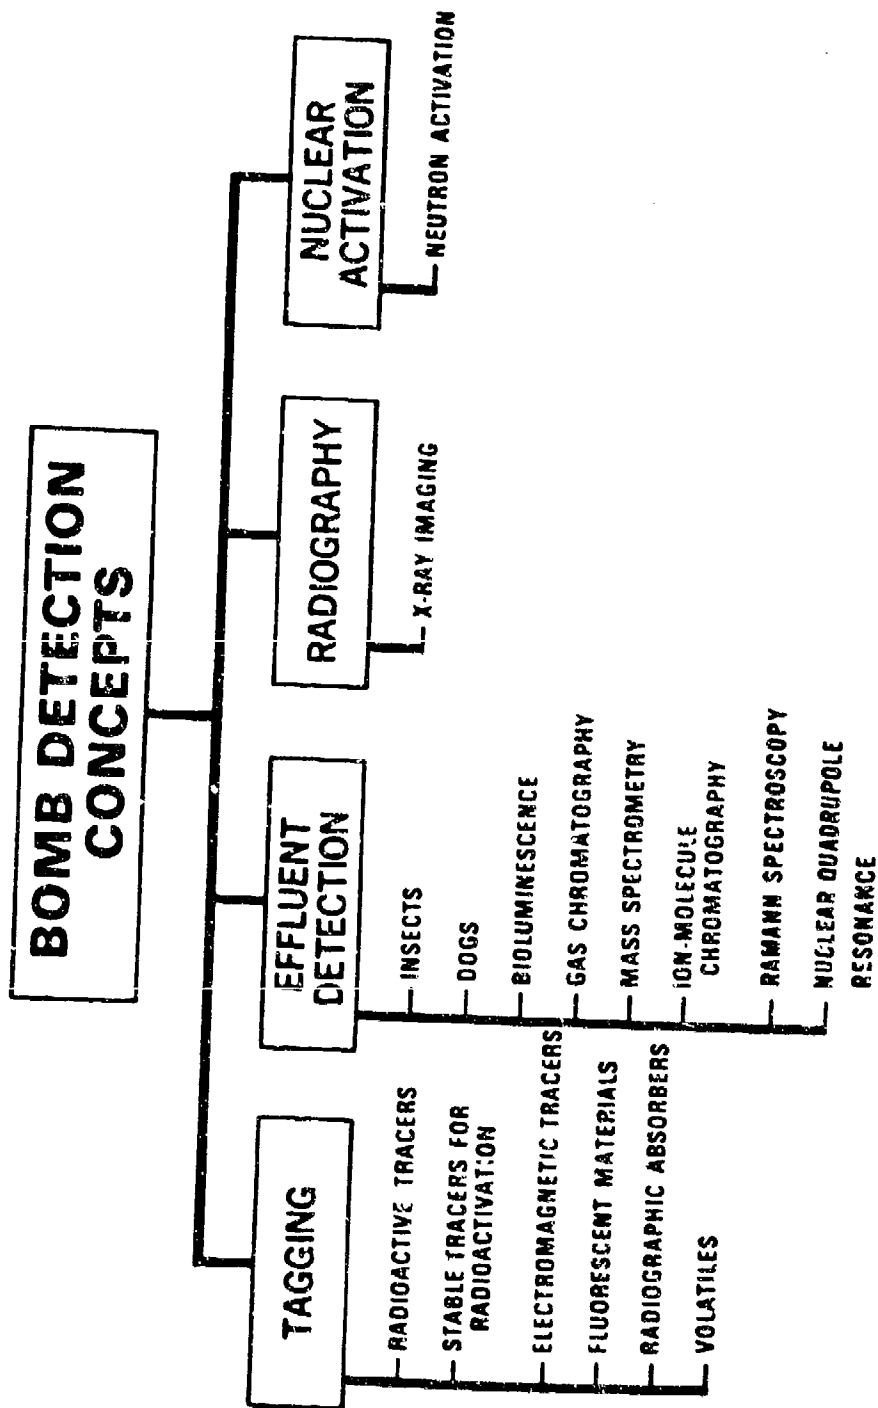 BOMB DETECTION
CONCEPTS
TAGGING
RADIOACTIVE TRACERS
STABLE TRACERS FOR
RADIOACTIVATION
ELECTROMAGNETIC TRACERS
FLUORESCENT MATERIALS
RADIOGRAPHIC ABSORBERS
VOLATILES
EFFLUENT
DETECTION
INSECTS
DOGS
BIOLUMINESCENCE
GAS CHROMATOGRAPHY
MASS SPECTROMETRY
ION-MOLECULE
CHROMATOGRAPHY
RAMANN SPECTROSCOPY
NUCLEAR QUADRUPOLE
RESONANCE
RADIOGRAPHY
X-RAY IMAGING
NUCLEAR
ACTIVATION
NEUTRON ACTIVATION